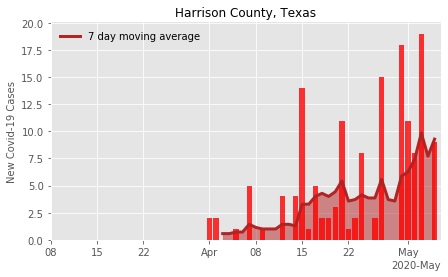 Harrison County, Texas
7 day moving average
New Covid-19 Cases
20.0
17.5
15.0
12.5
10.0
7.5
5.0
2.5
0.0
08
15
22
Apr
08
15
22
May
2020-May